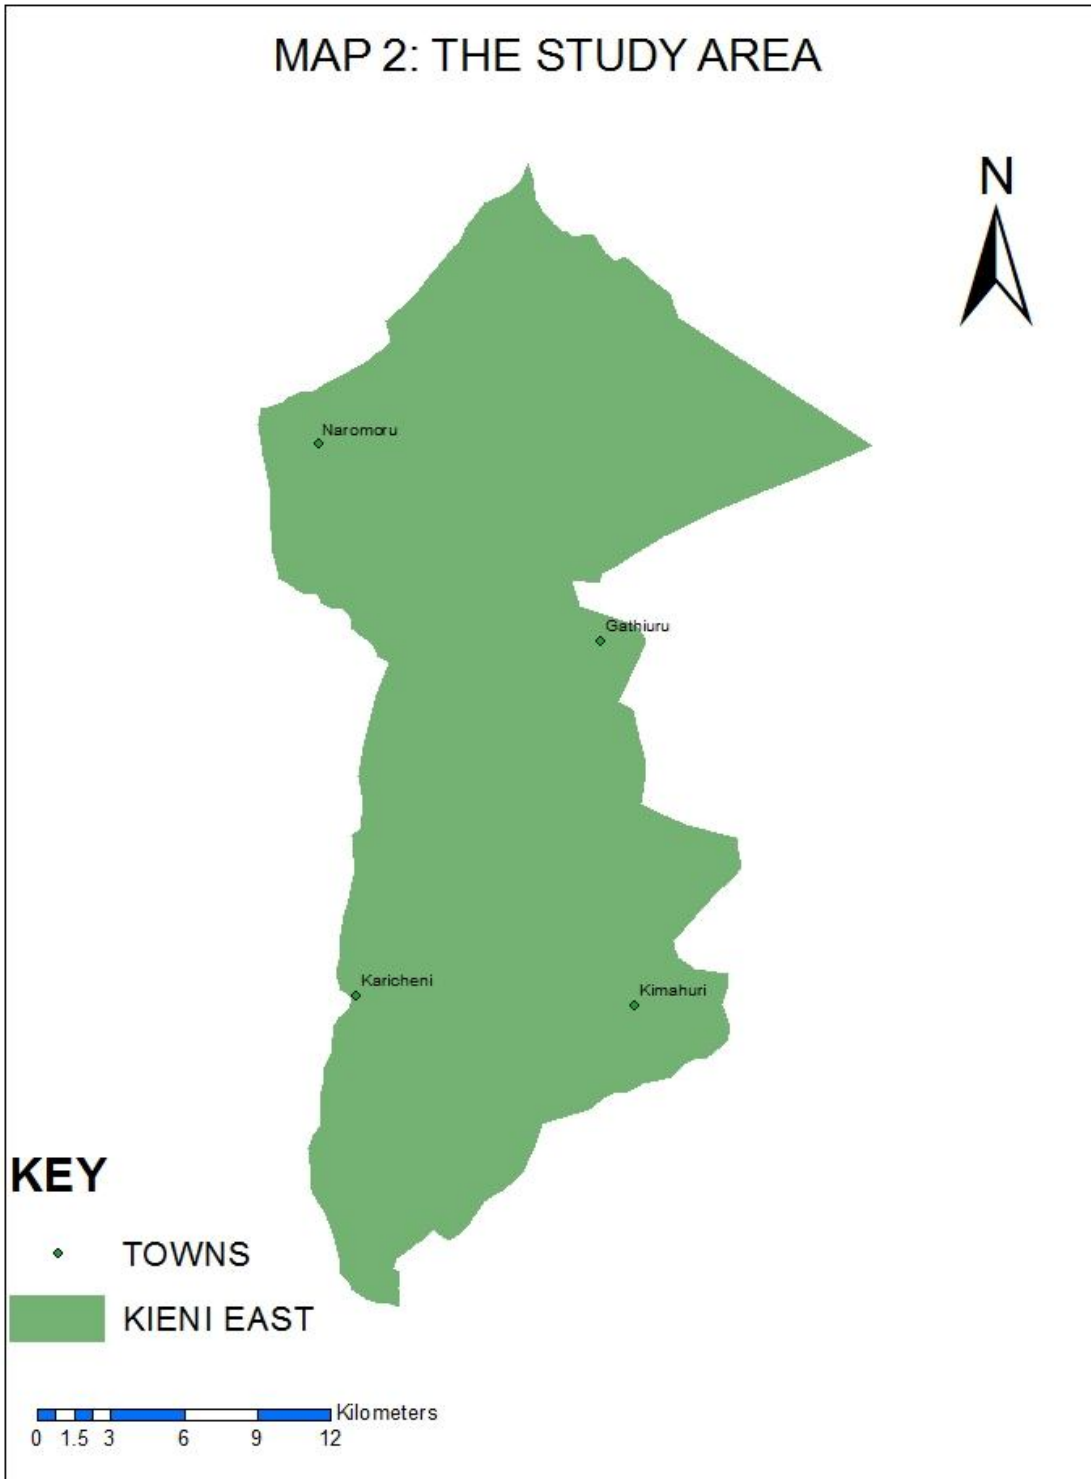 MAP 2: THE STUDY AREA
N
Naromoru
Gathiuru
Karicheni
Kimahuri
KEY
TOWNS
KIENI EAST
Kilometers
0 1.5 3 6 9 12